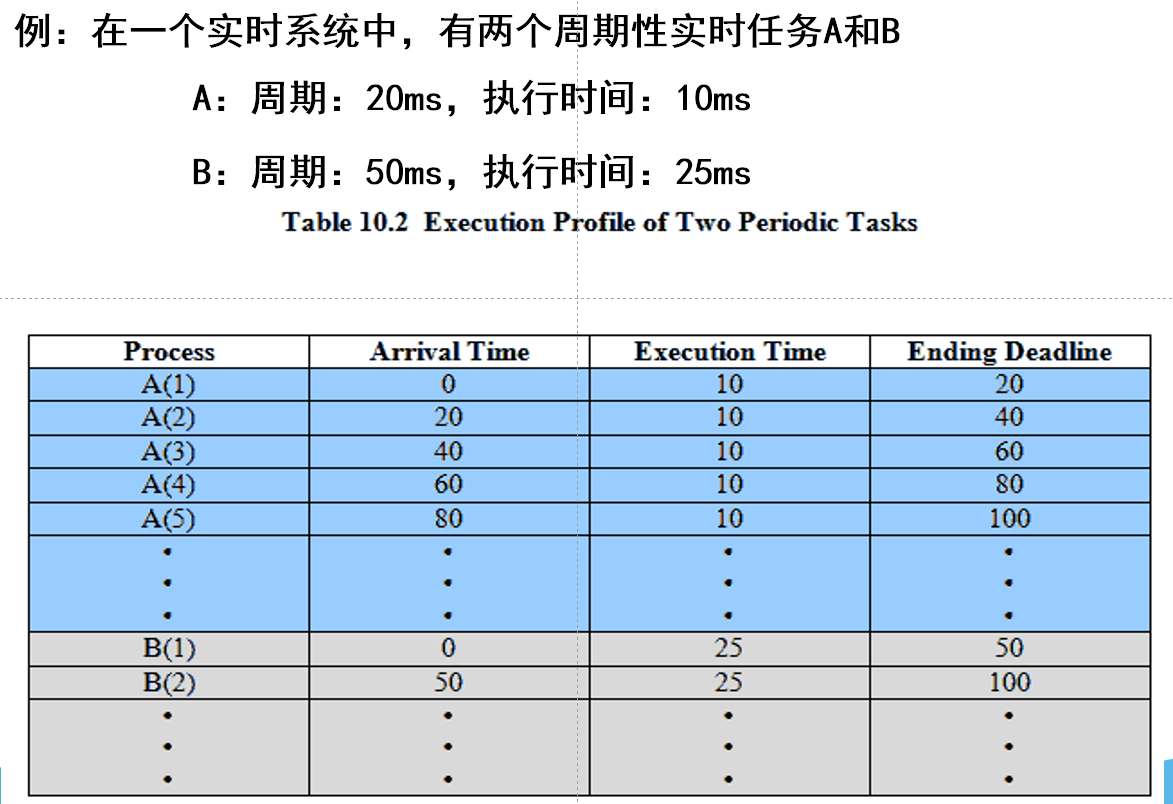 例：在一个实时系统中，有两个周期性实时任务A和B
A：周期：20ms，执行时间：10ms
B：周期：50ms，执行时间：25ms
Table 10.2 Execution Profile of Two Periodic Tasks
Process Arrival Time Execution Time Ending Deadline
A(1) 0 10 20
A(2) 20 10 40
A(3) 40 10 60
A(4) 60 10 80
A(5) 80 10 100
• • • •
• • • •
• • • •
B(1) 0 25 50
B(2) 50 25 100
• • • •
• • • •
• • • •